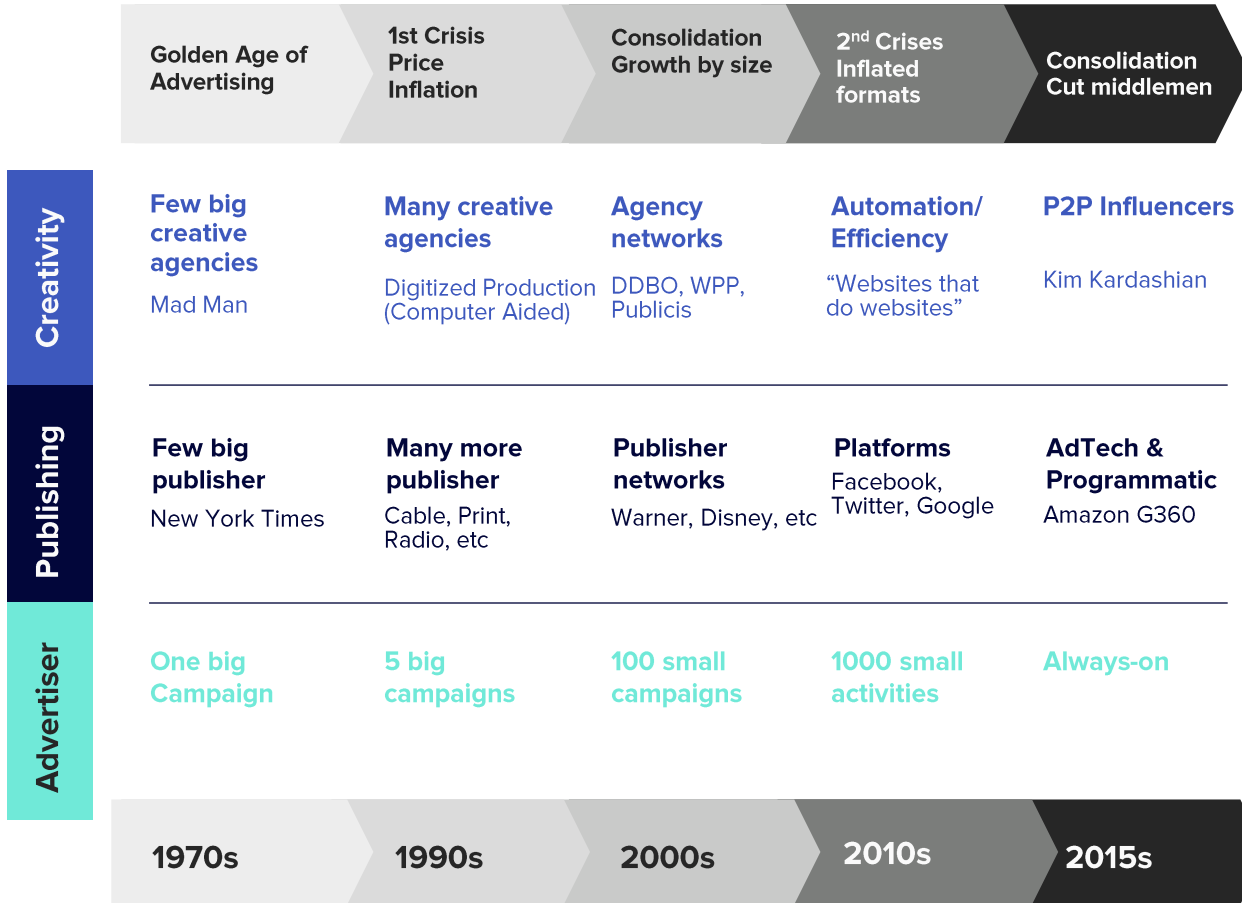 Golden Age of
Advertising
1st Crisis
Price
Inflation
Consolidation
Growth by size
2nd Crises
Inflated
formats
Consolidation
Cut middlemen
Creativity
Few big
creative
agencies
Mad Man
Many creative
agencies
Digitized Production
(Computer Aided)
Agency
networks
DDBO, WPP,
Publicis
Automation/
Efficiency
“Websites that
do websites”
P2P Influencers
Kim Kardashian
Publishing
Few big
publisher
New York Times
Many more
publisher
Cable, Print,
Radio, etc
Publisher
networks
Warner, Disney, etc
Platforms
Facebook,
Twitter, Google
AdTech &
Programmatic
Amazon G360
Advertiser
One big
Campaign
5 big
campaigns
100 small
campaigns
1000 small
activities
Always-on
1970s
1990s
2000s
2010s
2015s